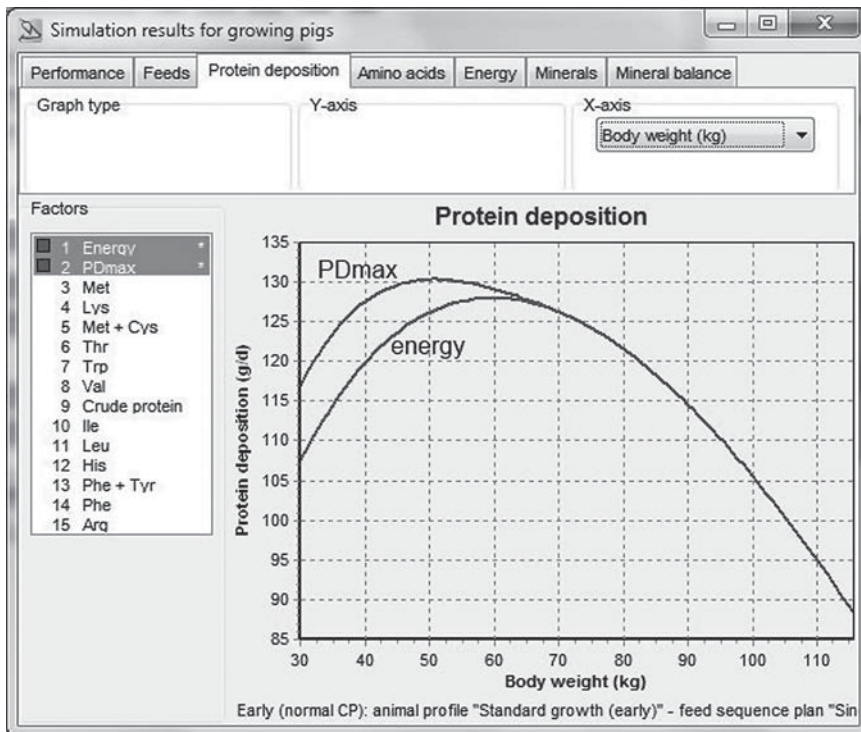 Simulation results for growing pigs
Performance Feeds Protein deposition Amino acids Energy Minerals Mineral balance
Graph type Y-axis X-axis
Body weight (kg)
Factors
1 Energy *
2 PDmax *
3 Met
4 Lys
5 Met + Cys
6 Thr
7 Trp
8 Val
9 Crude protein
10 Ile
11 Leu
12 His
13 Phe + Tyr
14 Phe
15 Arg
Protein deposition
Protein deposition (g/d)
135
130
125
120
115
110
105
100
95
90
85
PDmax
energy
30 40 50 60 70 80 90 100 110
Body weight (kg)
Early (normal CP): animal profile "Standard growth (early)" - feed sequence plan "Sin